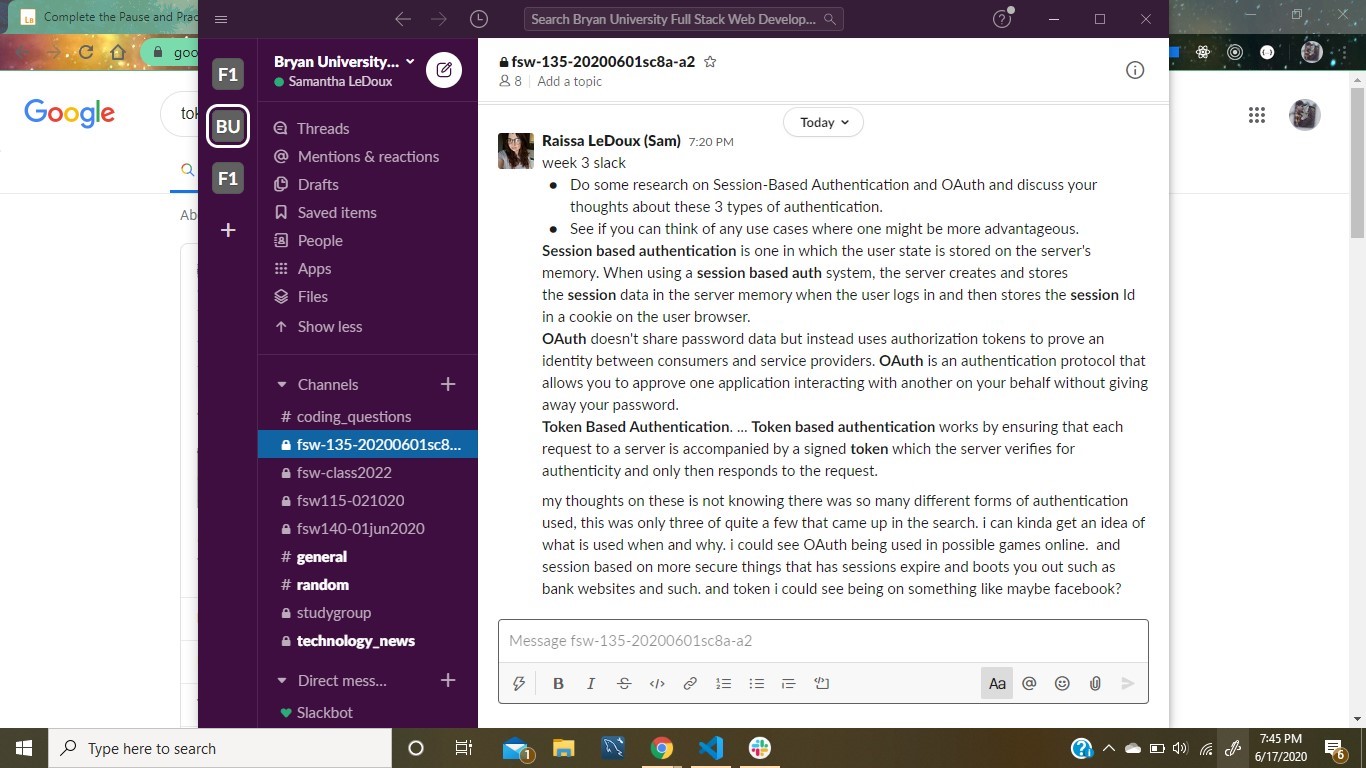 Complete the Pause and Prac
Search Bryan University Full Stack Web Develop...
goo
Google
tok
Ab
F1
BU
F1
Bryan University...
Samantha LeDoux
Threads
Mentions & reactions
Drafts
Saved items
People
Apps
Files
Show less
Channels
# coding_questions
fsw-135-20200601sc8...
fsw-class2022
fsw115-021020
fsw140-01jun2020
# general
# random
studygroup
technology_news
Direct mess...
Slackbot
fsw-135-20200601sc8a-a2
8 Add a topic
Today
Raissa LeDoux (Sam) 7:20 PM
week 3 slack
● Do some research on Session-Based Authentication and OAuth and discuss your
thoughts about these 3 types of authentication.
● See if you can think of any use cases where one might be more advantageous.
Session based authentication is one in which the user state is stored on the server's
memory. When using a session based auth system, the server creates and stores
the session data in the server memory when the user logs in and then stores the session Id
in a cookie on the user browser.
OAuth doesn't share password data but instead uses authorization tokens to prove an
identity between consumers and service providers. OAuth is an authentication protocol that
allows you to approve one application interacting with another on your behalf without giving
away your password.
Token Based Authentication. ... Token based authentication works by ensuring that each
request to a server is accompanied by a signed token which the server verifies for
authenticity and only then responds to the request.
my thoughts on these is not knowing there was so many different forms of authentication
used, this was only three of quite a few that came up in the search. i can kinda get an idea of
what is used when and why. i could see OAuth being used in possible games online.  and
session based on more secure things that has sessions expire and boots you out such as
bank websites and such. and token i could see being on something like maybe facebook?
Message fsw-135-20200601sc8a-a2
B I S Aa @
Type here to search
1
7:45 PM
6/17/2020
6